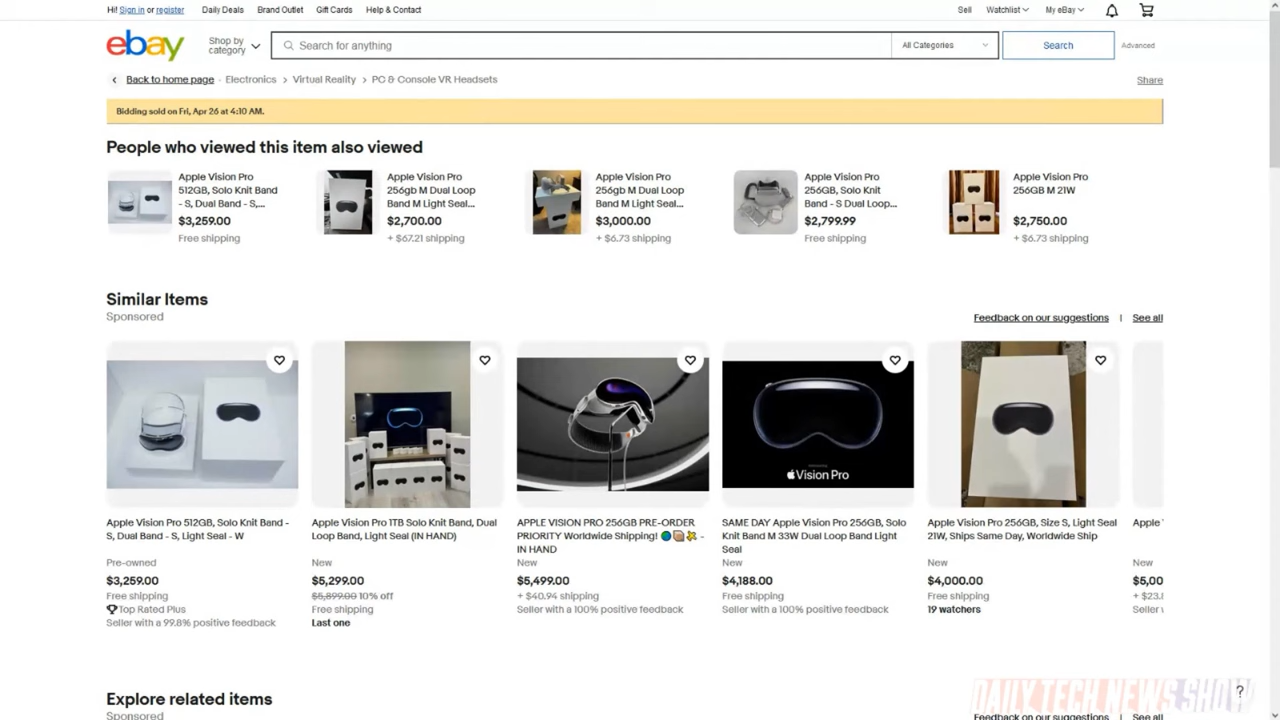 Hi! Sign in or register Daily Deals Brand Outlet Gift Cards Help & Contact Sell Watchlist My eBay
ebay Shop by category Search for anything All Categories Search Advanced
Back to home page Electronics > Virtual Reality > PC & Console VR Headsets Share
Bidding sold on Fri, Apr 26 at 4:10 AM.
People who viewed this item also viewed
Apple Vision Pro
512GB, Solo Knit Band
- S, Dual Band - S,...
$3,259.00
Free shipping
Apple Vision Pro
256gb M Dual Loop
Band M Light Seal...
$2,700.00
+ $67.21 shipping
Apple Vision Pro
256gb M Dual Loop
Band M Light Seal...
$3,000.00
+ $6.73 shipping
Apple Vision Pro
256GB, Solo Knit
Band - S Dual Loop...
$2,799.99
Free shipping
Apple Vision Pro
256GB M 21W
$2,750.00
+ $6.73 shipping
Similar Items
Sponsored
Feedback on our suggestions | See all
Vision Pro
Apple Vision Pro 512GB, Solo Knit Band -
S, Dual Band - S, Light Seal - W
Pre-owned
$3,259.00
Free shipping
Top Rated Plus
Seller with a 99.8% positive feedback
Apple Vision Pro 1TB Solo Knit Band, Dual
Loop Band, Light Seal (IN HAND)
New
$5,299.00
$5,899.00 10% off
Free shipping
Last one
APPLE VISION PRO 256GB PRE-ORDER
PRIORITY Worldwide Shipping! 🌎📦✈️ -
IN HAND
New
$5,499.00
+ $40.94 shipping
Seller with a 100% positive feedback
SAME DAY Apple Vision Pro 256GB, Solo
Knit Band M 33W Dual Loop Band Light
Seal
New
$4,188.00
Free shipping
Seller with a 100% positive feedback
Apple Vision Pro 256GB, Size S, Light Seal
21W, Ships Same Day, Worldwide Ship
New
$4,000.00
Free shipping
19 watchers
Apple
New
$5,00
+ $23.
Seller
Explore related items
Sponsored
Feedback on our suggestions | See all
DAILY TECH NEWS SHOW
?